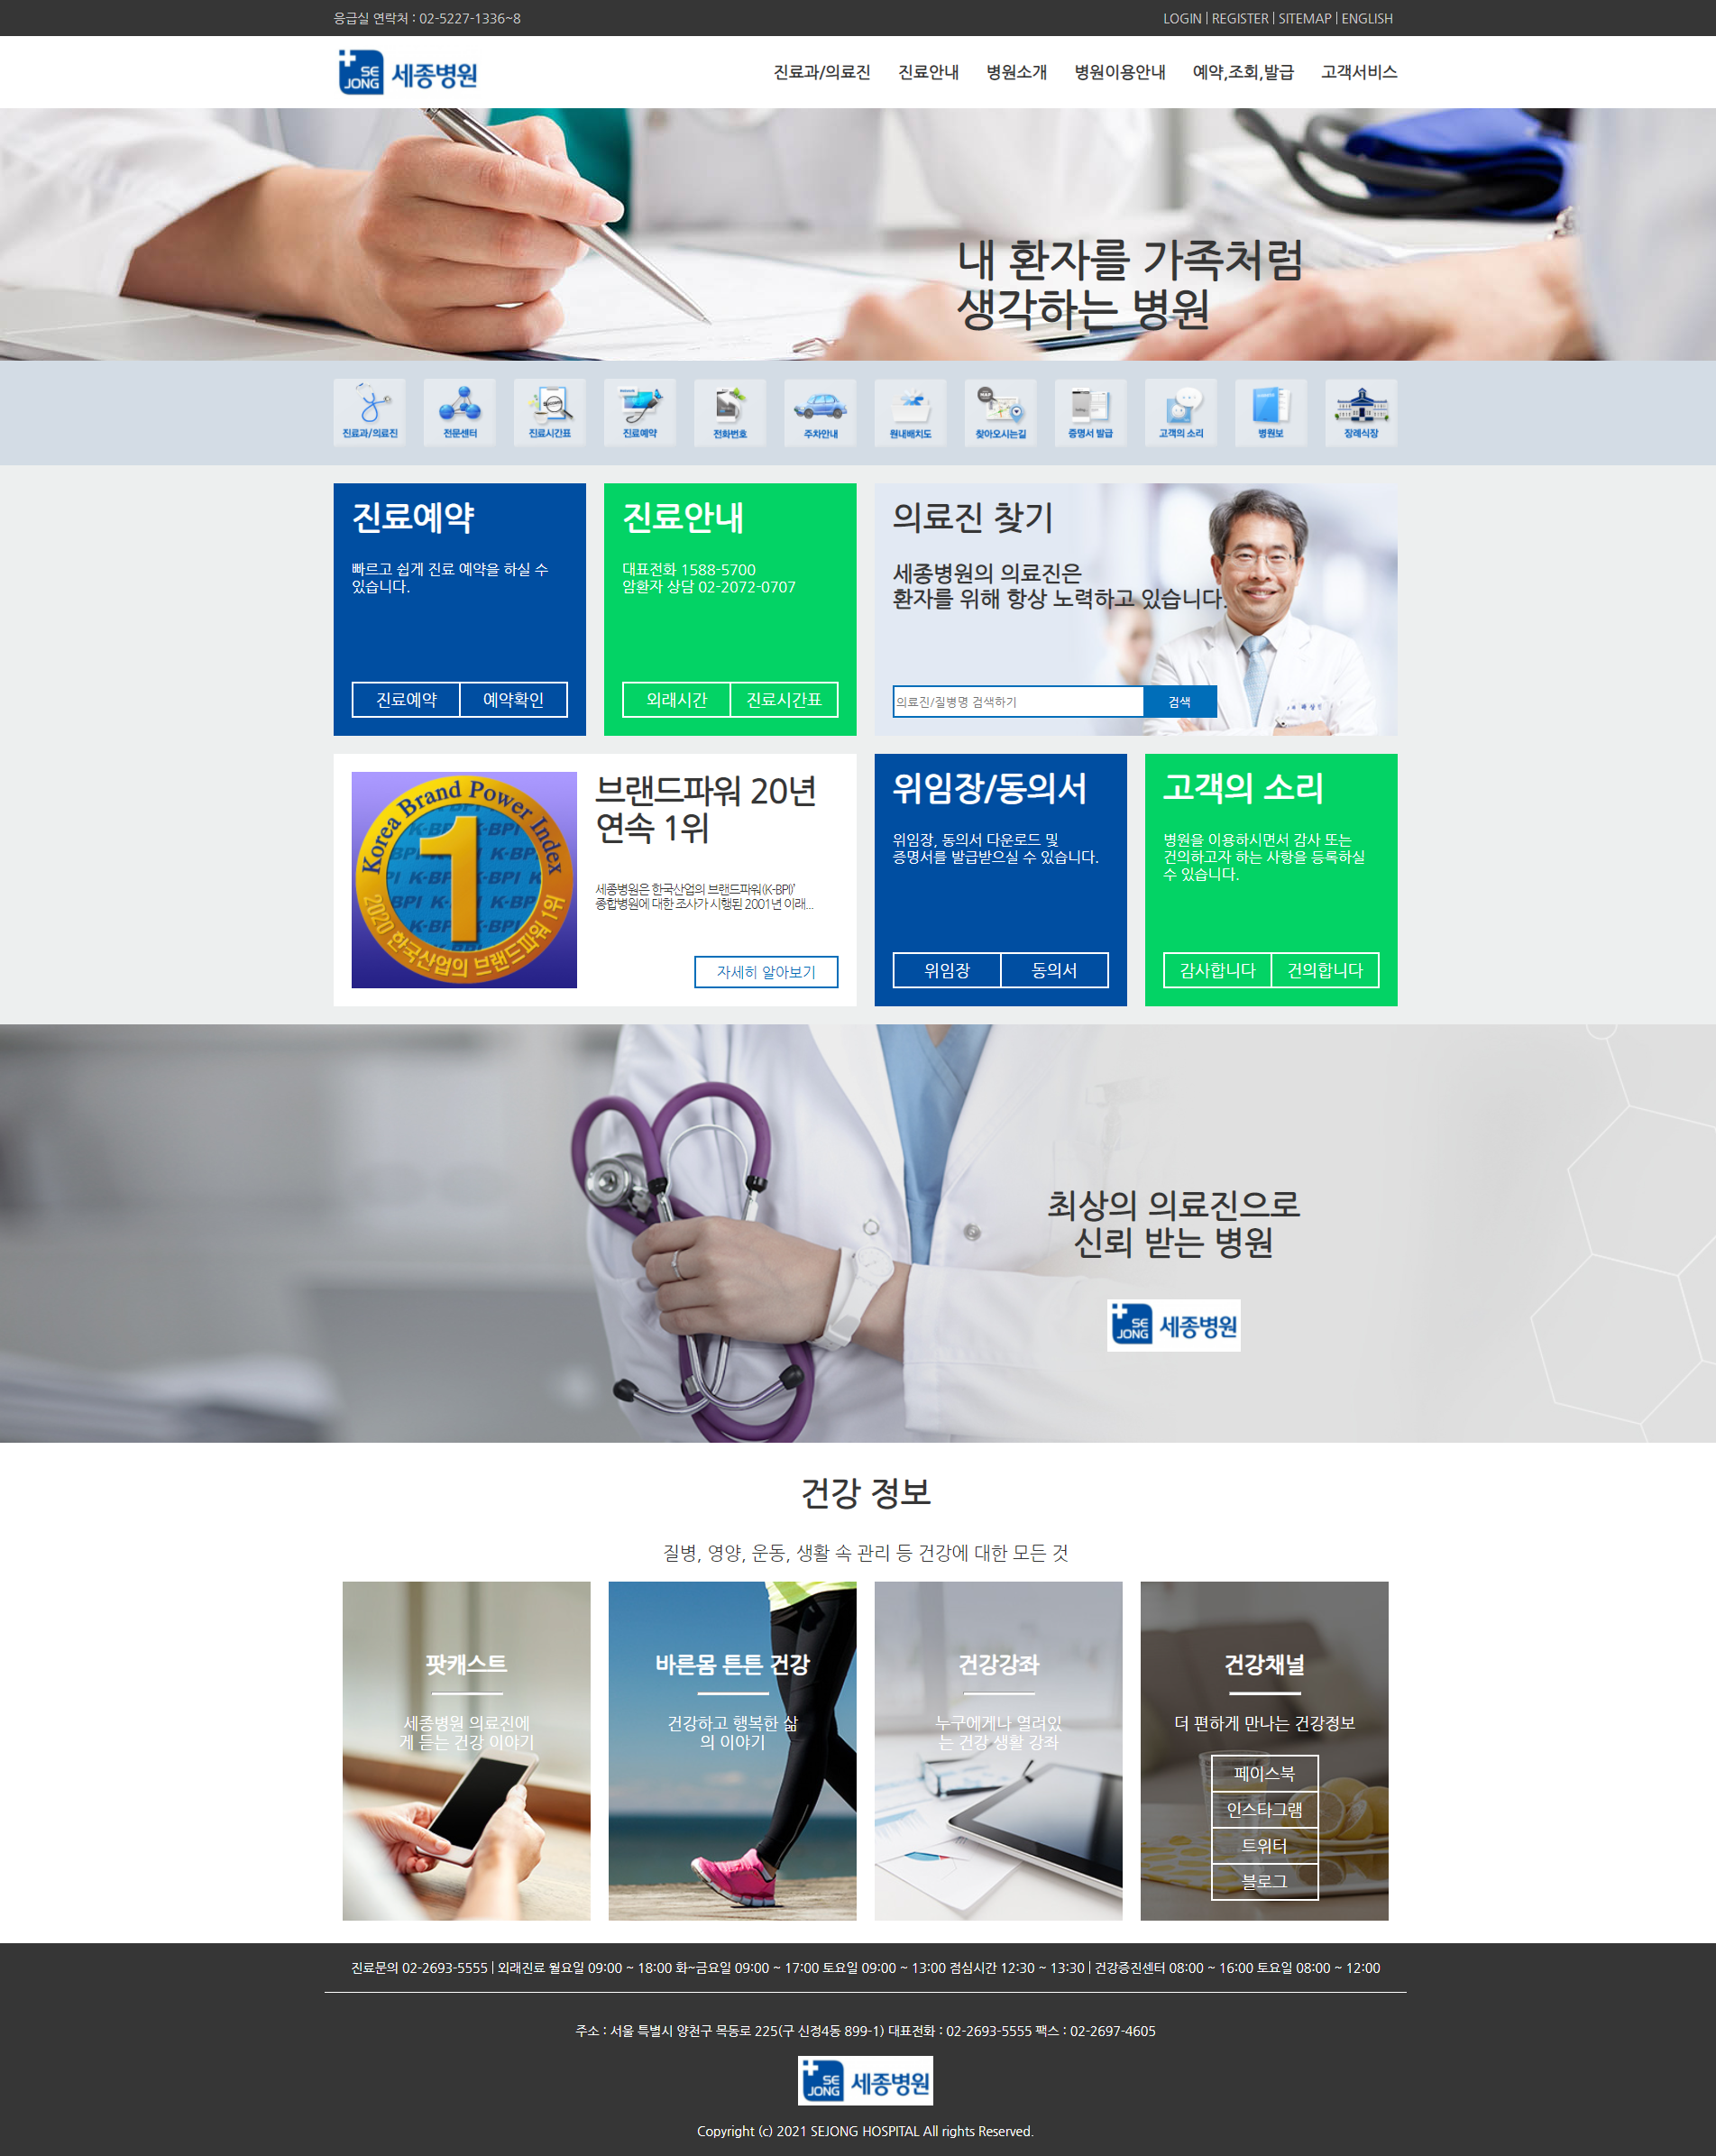 응급실 연락처 : 02-5227-1336~8
LOGIN | REGISTER | SITEMAP | ENGLISH
SE
JONG
세종병원
진료과/의료진 진료안내 병원소개 병원이용안내 예약,조회,발급 고객서비스
내 환자를 가족처럼
생각하는 병원
진료과/의료진 전문센터 진료시간표 진료예약 전화번호 주차안내 원내배치도 찾아오시는길 증명서 발급 고객의 소리 병원보 장례식장
진료예약
빠르고 쉽게 진료 예약을 하실 수
있습니다.
진료예약 예약확인
진료안내
대표전화 1588-5700
암환자 상담 02-2072-0707
외래시간 진료시간표
의료진 찾기
세종병원의 의료진은
환자를 위해 항상 노력하고 있습니다.
의료진/질병명 검색하기 검색
Korea Brand Power Index
K-BPI
1
2020 한국산업의 브랜드파워 1위
브랜드파워 20년
연속 1위
세종병원은 한국산업의 브랜드파워(K-BPI)'
종합병원에 대한 조사가 시행된 2001년 이래...
자세히 알아보기
위임장/동의서
위임장, 동의서 다운로드 및
증명서를 발급받으실 수 있습니다.
위임장 동의서
고객의 소리
병원을 이용하시면서 감사 또는
건의하고자 하는 사항을 등록하실
수 있습니다.
감사합니다 건의합니다
최상의 의료진으로
신뢰 받는 병원
SE
JONG
세종병원
건강 정보
질병, 영양, 운동, 생활 속 관리 등 건강에 대한 모든 것
팟캐스트
세종병원 의료진에
게 듣는 건강 이야기
바른몸 튼튼 건강
건강하고 행복한 삶
의 이야기
건강강좌
누구에게나 열려있
는 건강 생활 강좌
건강채널
더 편하게 만나는 건강정보
페이스북
인스타그램
트위터
블로그
진료문의 02-2693-5555 | 외래진료 월요일 09:00 ~ 18:00 화~금요일 09:00 ~ 17:00 토요일 09:00 ~ 13:00 점심시간 12:30 ~ 13:30 | 건강증진센터 08:00 ~ 16:00 토요일 08:00 ~ 12:00
주소 : 서울 특별시 양천구 목동로 225(구 신정4동 899-1) 대표전화 : 02-2693-5555 팩스 : 02-2697-4605
SE
JONG
세종병원
Copyright (c) 2021 SEJONG HOSPITAL All rights Reserved.